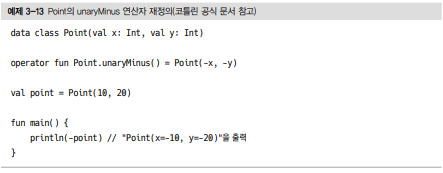 예제 3-13 Point의 unaryMinus 연산자 재정의(코틀린 공식 문서 참고)
data class Point(val x: Int, val y: Int)
operator fun Point.unaryMinus() = Point(-x, -y)
val point = Point(10, 20)
fun main() {
    println(-point) // "Point(x=-10, y=-20)"을 출력
}